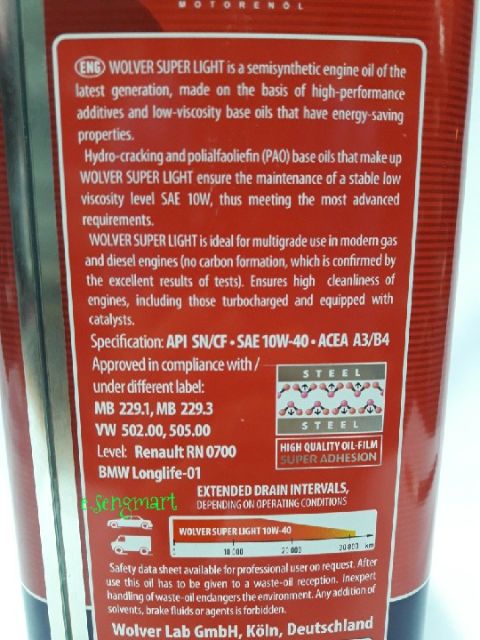 MOTORENÖL
ENG WOLVER SUPER LIGHT is a semisynthetic engine oil of the
latest generation, made on the basis of high-performance
additives and low-viscosity base oils that have energy-saving
properties.
Hydro-cracking and polialfaoliefin (PAO) base oils that make up
WOLVER SUPER LIGHT ensure the maintenance of a stable low
viscosity level SAE 10W, thus meeting the most advanced
requirements.
WOLVER SUPER LIGHT is ideal for multigrade use in modern gas
and diesel engines (no carbon formation, which is confirmed by
the excellent results of tests). Ensures high cleanliness of
engines, including those turbocharged and equipped with
catalysts.
Specification: API SN/CF • SAE 10W-40 • ACEA A3/B4
Approved in compliance with /
under different label:
MB 229.1, MB 229.3
VW 502.00, 505.00
Level: Renault RN 0700
BMW Longlife-01
STEEL
STEEL
HIGH QUALITY OIL-FILM
SUPER ADHESION
e.sengmart
EXTENDED DRAIN INTERVALS,
DEPENDING ON OPERATING CONDITIONS
WOLVER SUPER LIGHT 10W-40
10 000 20 000 30 000 km
Safety data sheet available for professional user on request. After
use this oil has to be given to a waste-oil reception. Inexpert
handling of waste-oil endangers the environment. Any addition of
solvents, brake fluids or agents is forbidden.
Wolver Lab GmbH, Köln, Deutschland